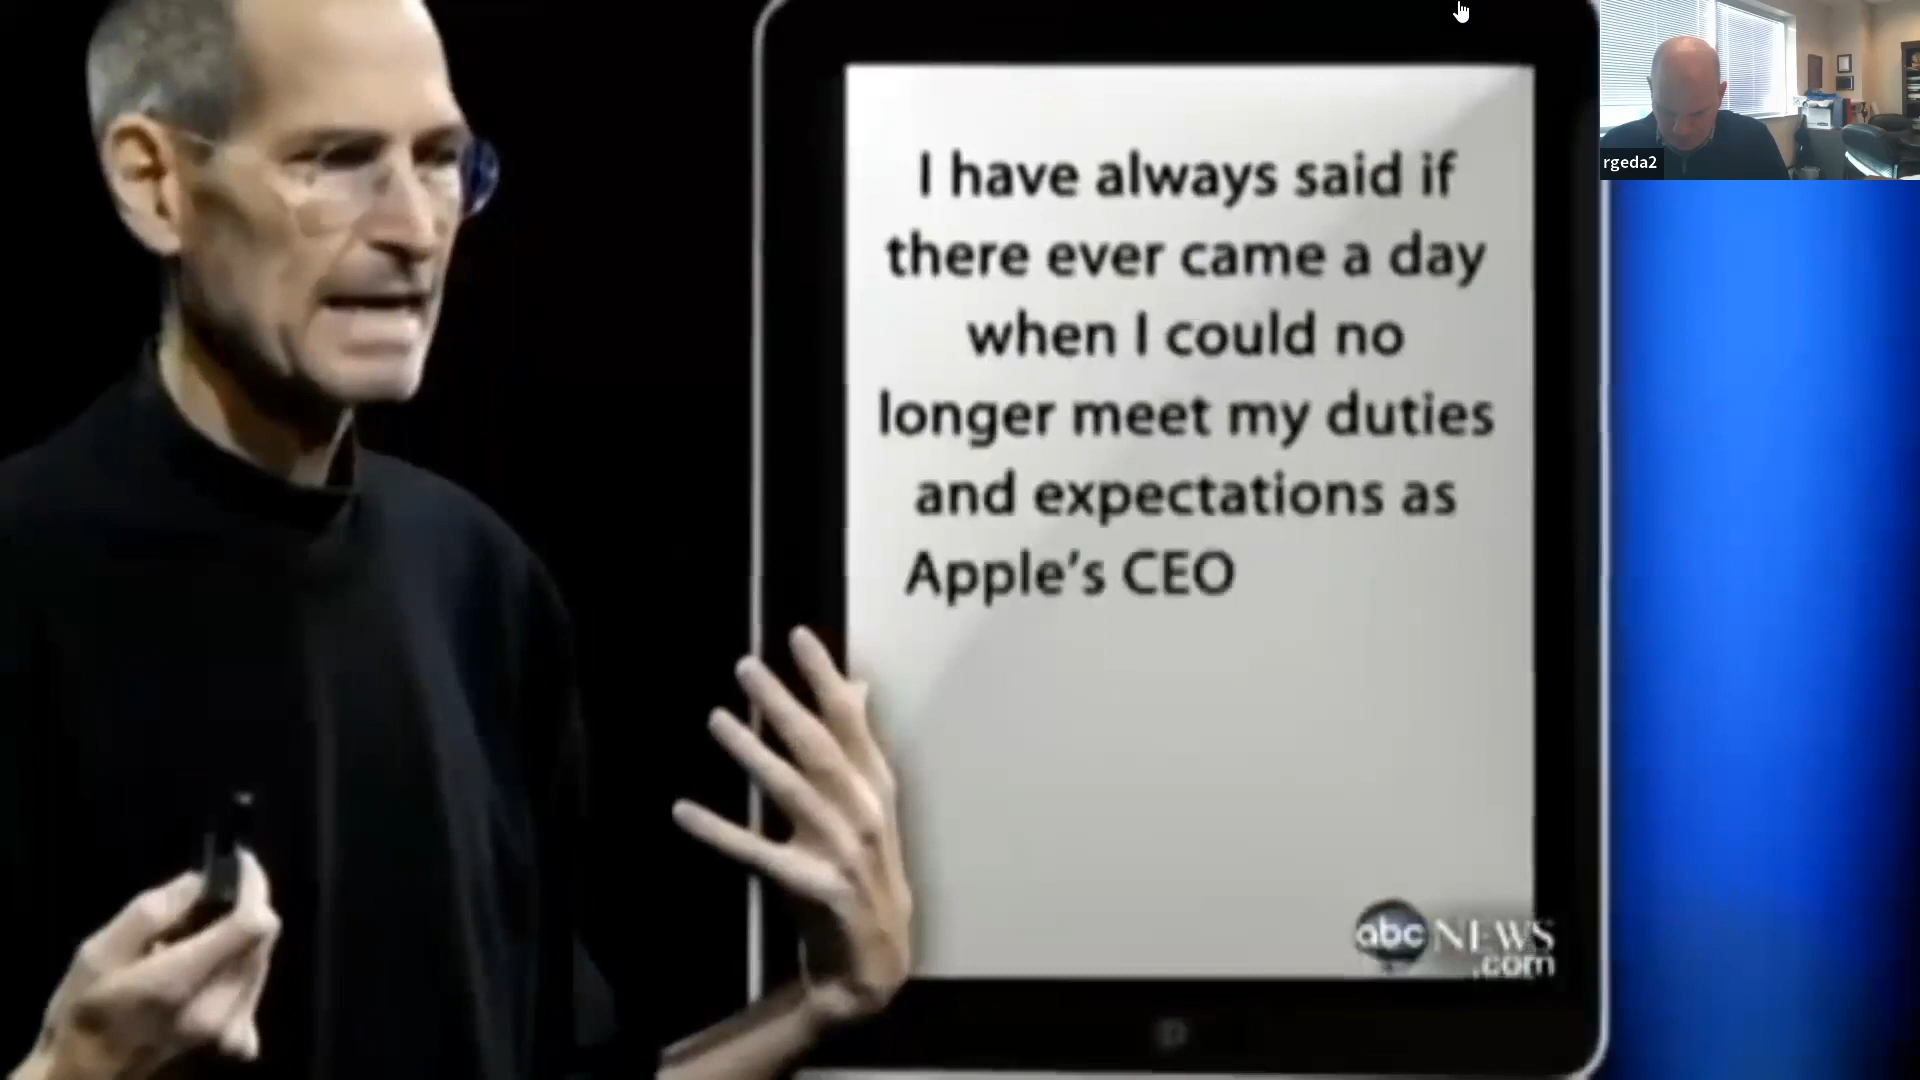 I have always said if
there ever came a day
when I could no
longer meet my duties
and expectations as
Apple's CEO
abc NEWS
.com
rgeda2